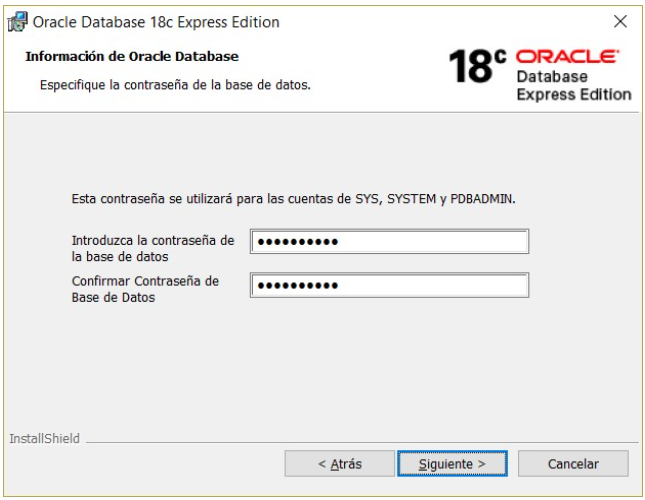 Oracle Database 18c Express Edition
Información de Oracle Database
Especifique la contraseña de la base de datos.
18c ORACLE
Database
Express Edition
Esta contraseña se utilizará para las cuentas de SYS, SYSTEM y PDBADMIN.
Introduzca la contraseña de
la base de datos
••••••••••
Confirmar Contraseña de
Base de Datos
••••••••••
InstallShield
< Atrás
Siguiente >
Cancelar